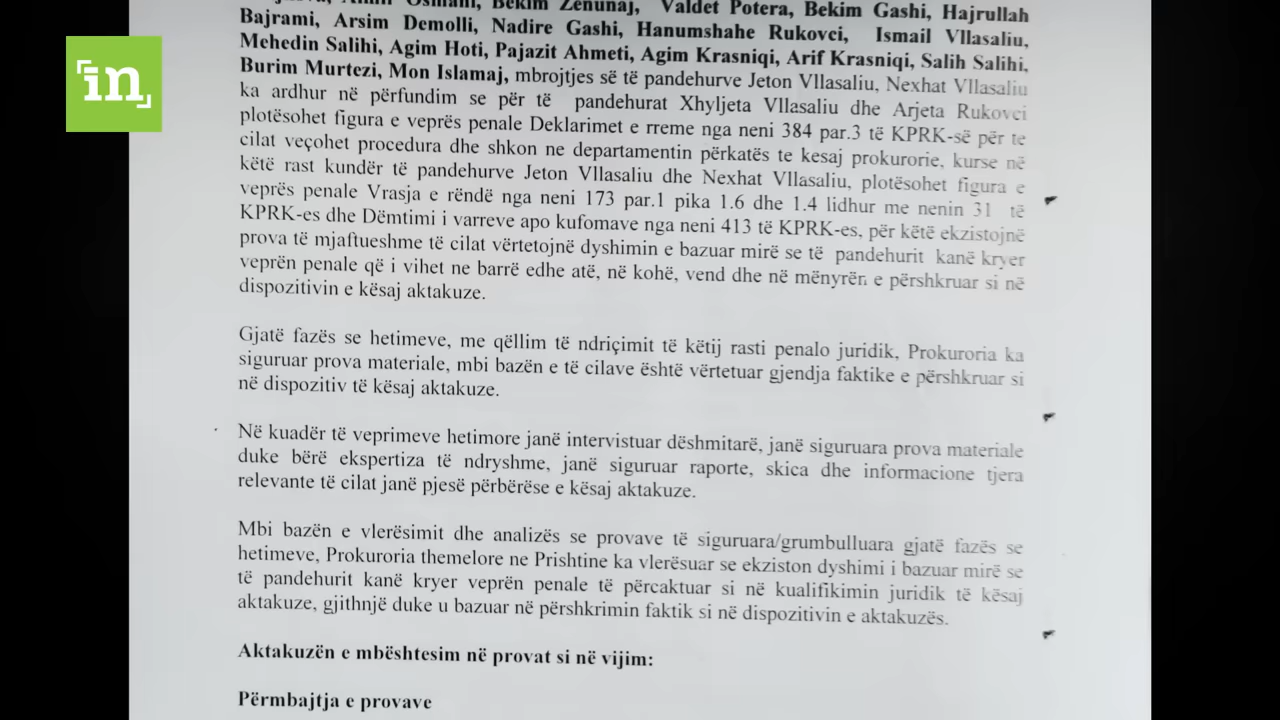 in
Osmani, Bekim Zenunaj, Valdet Potera, Bekim Gashi, Hajrullah
Bajrami, Arsim Demolli, Nadire Gashi, Hanumshahe Rukovci, Ismail Vllasaliu,
Mehedin Salihi, Agim Hoti, Pajazit Ahmeti, Agim Krasniqi, Arif Krasniqi, Salih Salihi,
Burim Murtezi, Mon Islamaj, mbrojtjes së të pandehurve Jeton Vllasaliu, Nexhat Vllasaliu
ka ardhur në përfundim se për të pandehurat Xhyljeta Vllasaliu dhe Arjeta Rukovci
plotësohet figura e veprës penale Deklarimet e rreme nga neni 384 par.3 të KPRK-së për te
cilat veçohet procedura dhe shkon ne departamentin përkatës te kesaj prokurorie, kurse në
këtë rast kundër të pandehurve Jeton Vllasaliu dhe Nexhat Vllasaliu, plotësohet figura e
veprës penale Vrasja e rëndë nga neni 173 par.1 pika 1.6 dhe 1.4 lidhur me nenin 31 të
KPRK-es dhe Dëmtimi i varreve apo kufomave nga neni 413 të KPRK-es, për këtë ekzistojnë
prova të mjaftueshme të cilat vërtetojnë dyshimin e bazuar mirë se të pandehurit kanë kryer
veprën penale që i vihet ne barrë edhe atë, në kohë, vend dhe në mënyrën e përshkruar si në
dispozitivin e kësaj aktakuze.
Gjatë fazës se hetimeve, me qëllim të ndriçimit të këtij rasti penalo juridik, Prokuroria ka
siguruar prova materiale, mbi bazën e të cilave është vërtetuar gjendja faktike e përshkruar si
në dispozitiv të kësaj aktakuze.
Në kuadër të veprimeve hetimore janë intervistuar dëshmitarë, janë siguruara prova materiale
duke bërë ekspertiza të ndryshme, janë siguruar raporte, skica dhe informacione tjera
relevante të cilat janë pjesë përbërëse e kësaj aktakuze.
Mbi bazën e vlerësimit dhe analizës se provave të siguruara/grumbulluara gjatë fazës se
hetimeve, Prokuroria themelore ne Prishtine ka vlerësuar se ekziston dyshimi i bazuar mirë se
të pandehurit kanë kryer veprën penale të përcaktuar si në kualifikimin juridik të kësaj
aktakuze, gjithnjë duke u bazuar në përshkrimin faktik si në dispozitivin e aktakuzës.
Aktakuzën e mbështesim në provat si në vijim:
Përmbajtja e provave